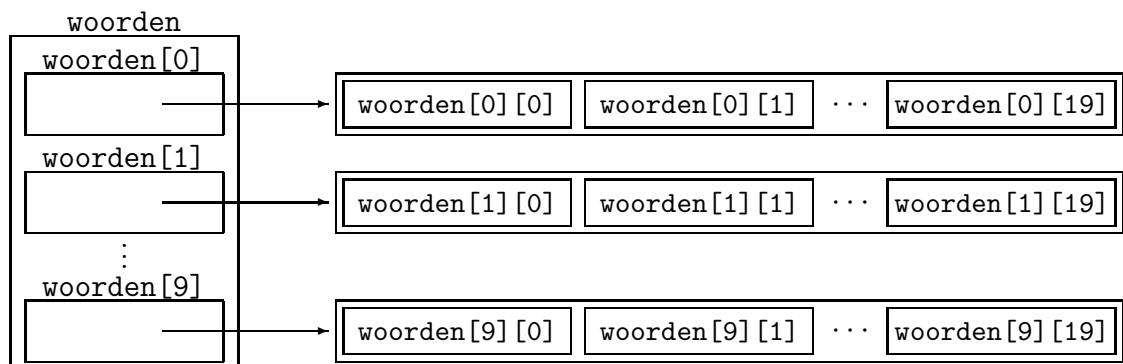 woorden
woorden[0]
woorden[0][0] woorden[0][1] ··· woorden[0][19]
woorden[1]
woorden[1][0] woorden[1][1] ··· woorden[1][19]
⋮
woorden[9]
woorden[9][0] woorden[9][1] ··· woorden[9][19]